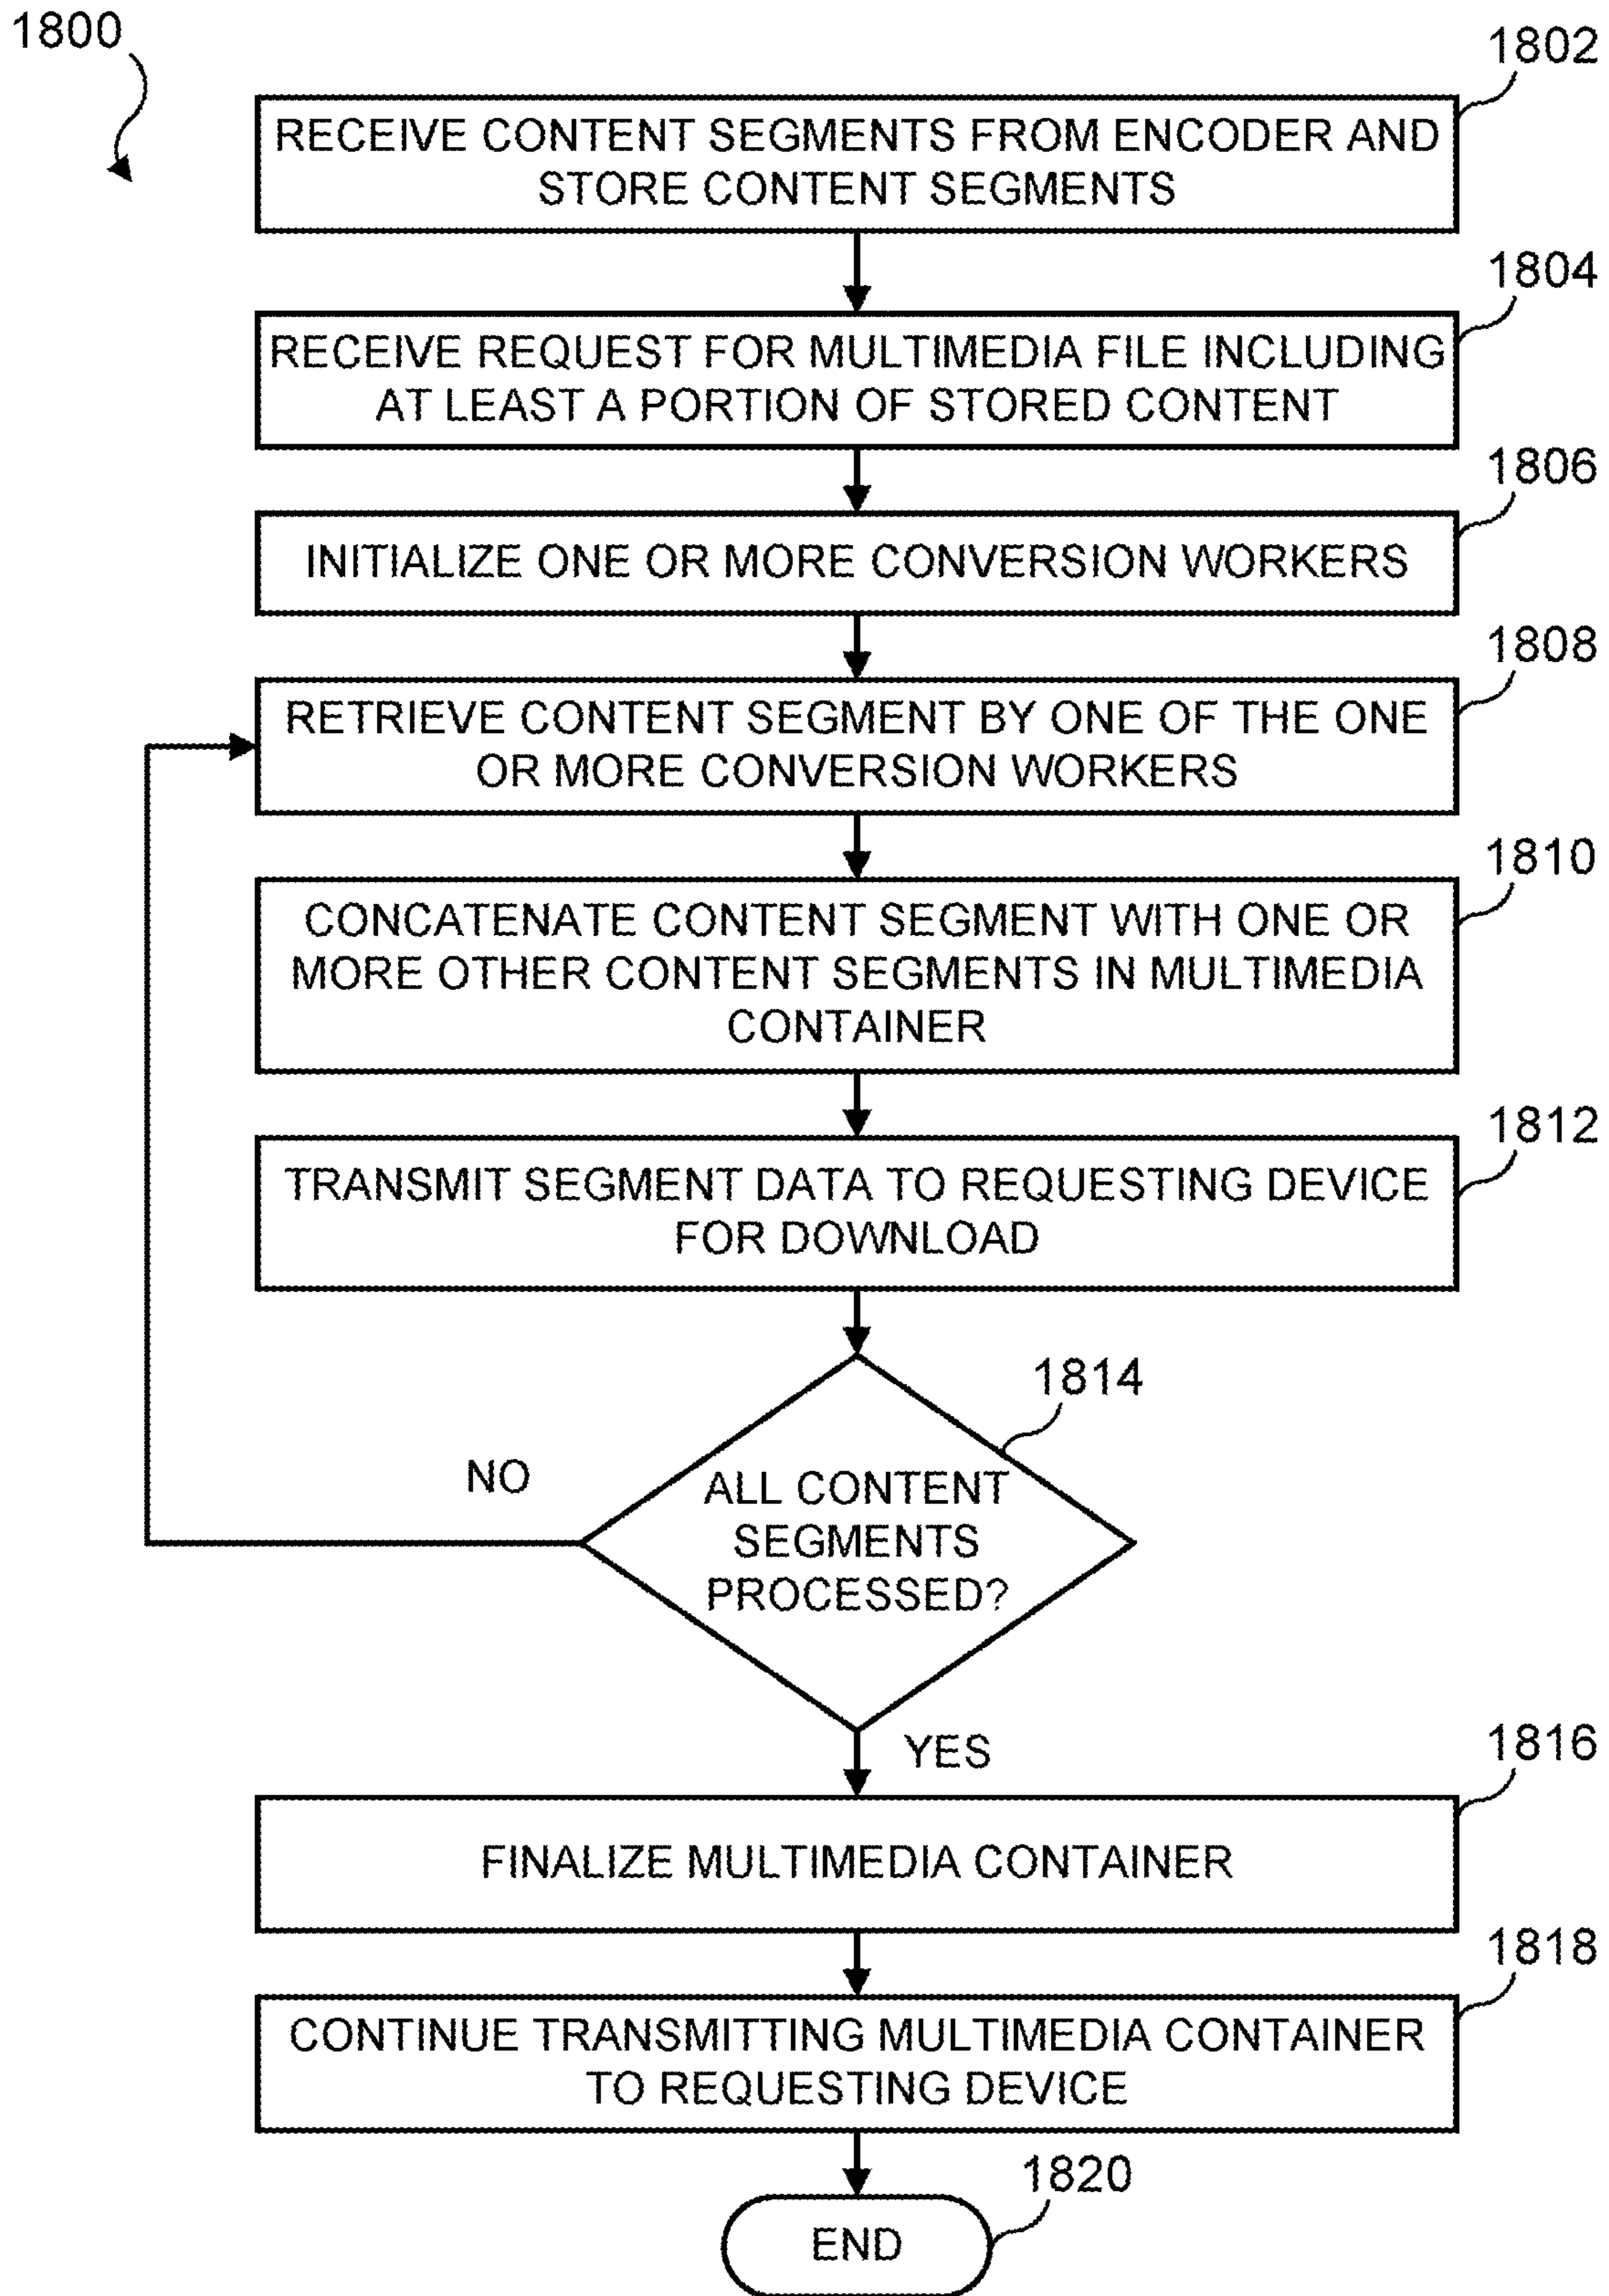 1800
1802
RECEIVE CONTENT SEGMENTS FROM ENCODER AND
STORE CONTENT SEGMENTS
1804
RECEIVE REQUEST FOR MULTIMEDIA FILE INCLUDING
AT LEAST A PORTION OF STORED CONTENT
1806
INITIALIZE ONE OR MORE CONVERSION WORKERS
1808
RETRIEVE CONTENT SEGMENT BY ONE OF THE ONE
OR MORE CONVERSION WORKERS
1810
CONCATENATE CONTENT SEGMENT WITH ONE OR
MORE OTHER CONTENT SEGMENTS IN MULTIMEDIA
CONTAINER
1812
TRANSMIT SEGMENT DATA TO REQUESTING DEVICE
FOR DOWNLOAD
1814
NO
ALL CONTENT
SEGMENTS
PROCESSED?
YES
1816
FINALIZE MULTIMEDIA CONTAINER
1818
CONTINUE TRANSMITTING MULTIMEDIA CONTAINER
TO REQUESTING DEVICE
1820
END